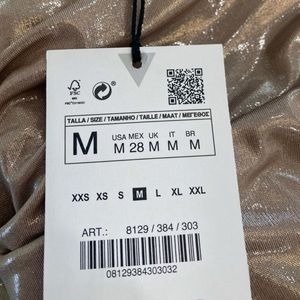 FSC
TALLA / SIZE / TAMANHO / TAILLE / MAAT / ΜΕΓΕΘΟΣ
M
USA MEX UK IT BR
M 28 M M M
XXS XS S M L XL XXL
ART.: 8129 / 384 / 303
08129384303032